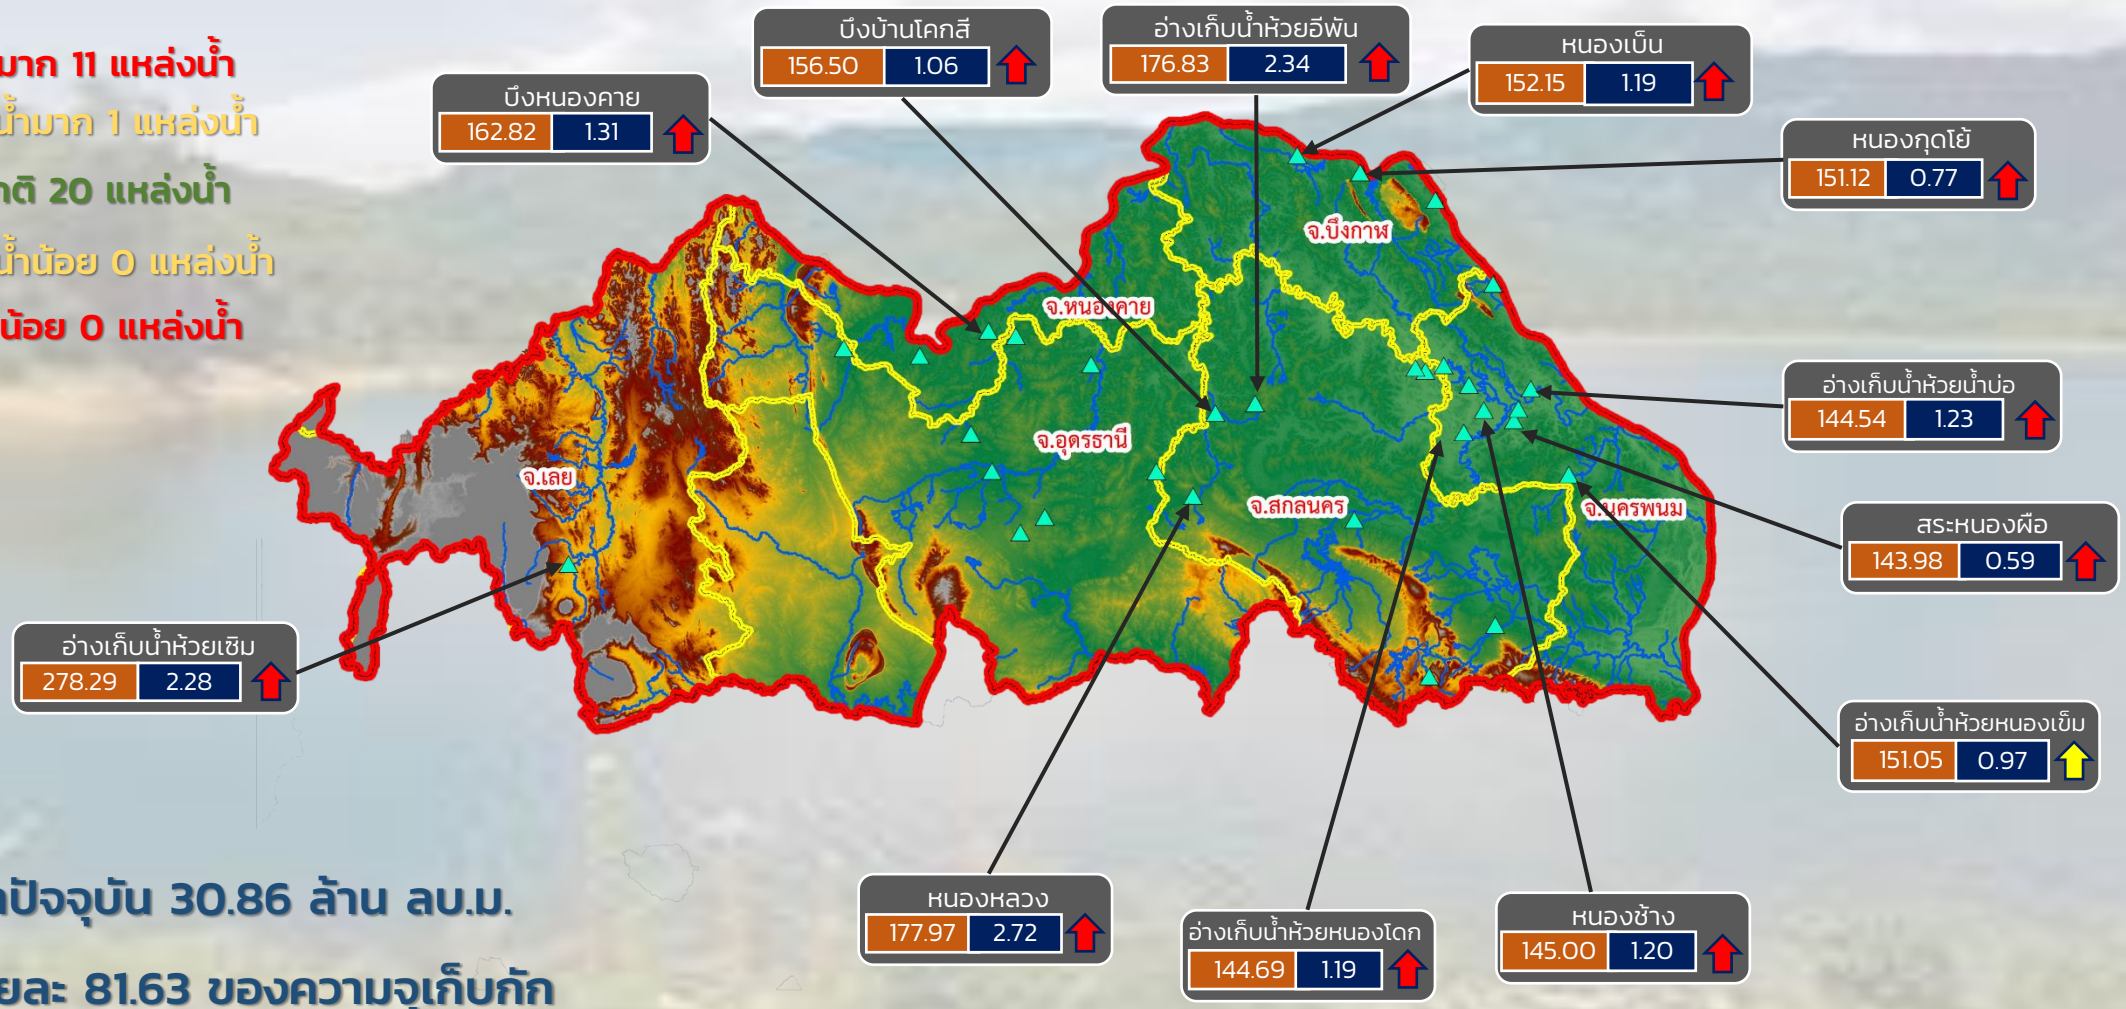 มาก 11 แหล่งน้ำ
น้ำมาก 1 แหล่งน้ำ
กติ 20 แหล่งน้ำ
น้ำน้อย 0 แหล่งน้ำ
น้อย 0 แหล่งน้ำ
บึงหนองคาย
162.82 1.31
บึงบ้านโคกสี
156.50 1.06
อ่างเก็บน้ำห้วยอีพัน
176.83 2.34
หนองเบ็น
152.15 1.19
หนองกุดโย้
151.12 0.77
จ.บึงกาฬ
จ.หนองคาย
จ.อุดรธานี
จ.เลย
จ.สกลนคร
จ.นครพนม
อ่างเก็บน้ำห้วยน้ำบ่อ
144.54 1.23
สระหนองผือ
143.98 0.59
อ่างเก็บน้ำห้วยเซิม
278.29 2.28
อ่างเก็บน้ำห้วยหนองเข็ม
151.05 0.97
หนองหลวง
177.97 2.72
อ่างเก็บน้ำห้วยหนองโดก
144.69 1.19
หนองช้าง
145.00 1.20
ปัจจุบัน 30.86 ล้าน ลบ.ม.
ยละ 81.63 ของความจุเก็บกัก